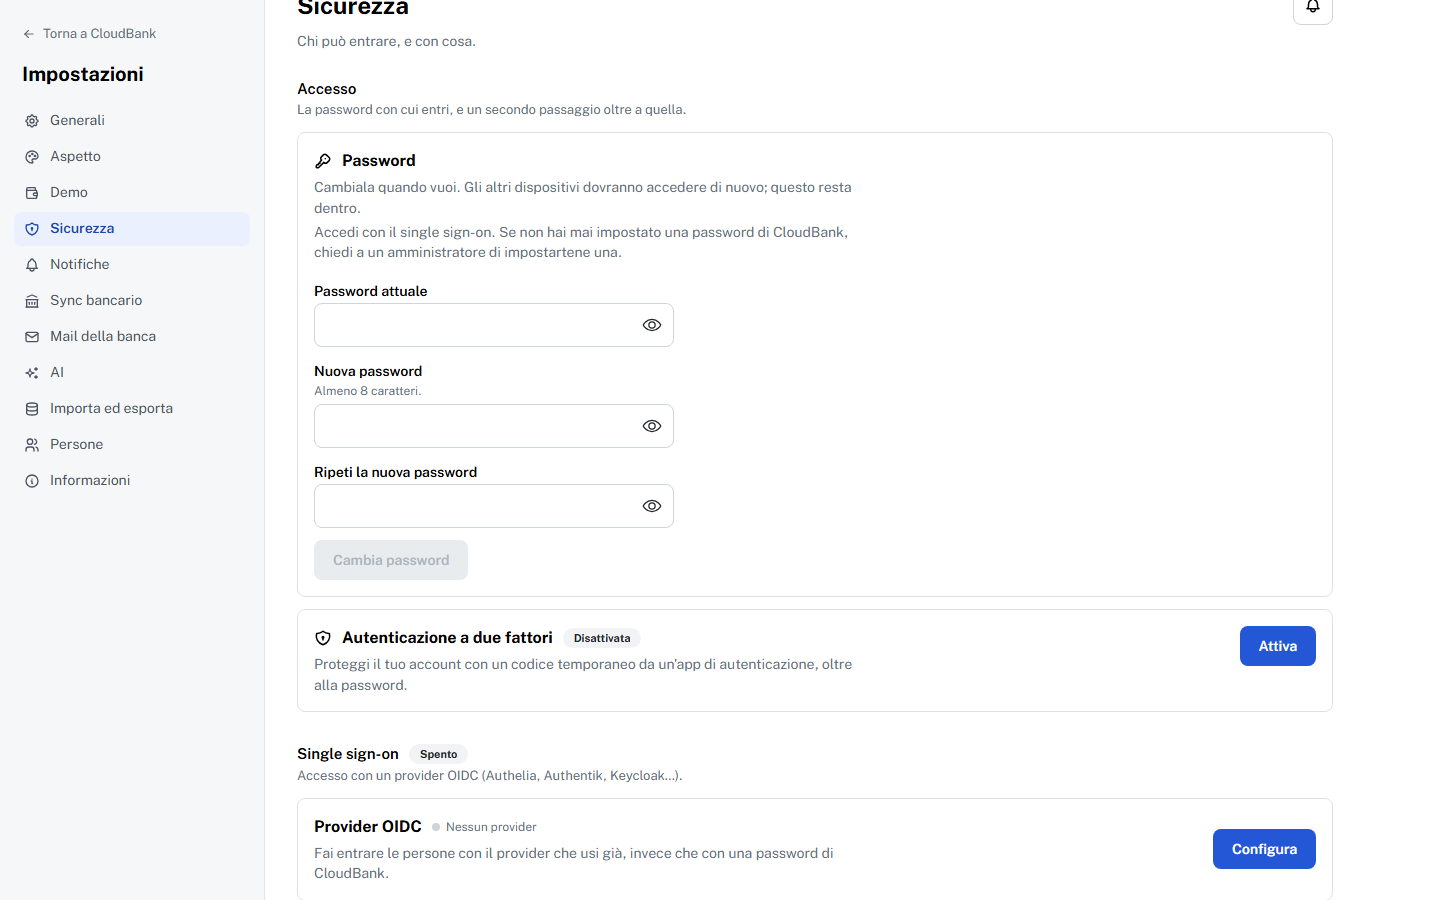 Torna a CloudBank
Impostazioni
Generali
Aspetto
Demo
Sicurezza
Notifiche
Sync bancario
Mail della banca
AI
Importa ed esporta
Persone
Informazioni
Sicurezza
Chi può entrare, e con cosa.
Accesso
La password con cui entri, e un secondo passaggio oltre a quella.
Password
Cambiala quando vuoi. Gli altri dispositivi dovranno accedere di nuovo; questo resta
dentro.
Accedi con il single sign-on. Se non hai mai impostato una password di CloudBank,
chiedi a un amministratore di impostartene una.
Password attuale
Nuova password
Almeno 8 caratteri.
Ripeti la nuova password
Cambia password
Autenticazione a due fattori Disattivata
Proteggi il tuo account con un codice temporaneo da un'app di autenticazione, oltre
alla password.
Attiva
Single sign-on Spento
Accesso con un provider OIDC (Authelia, Authentik, Keycloak…).
Provider OIDC Nessun provider
Fai entrare le persone con il provider che usi già, invece che con una password di
CloudBank.
Configura